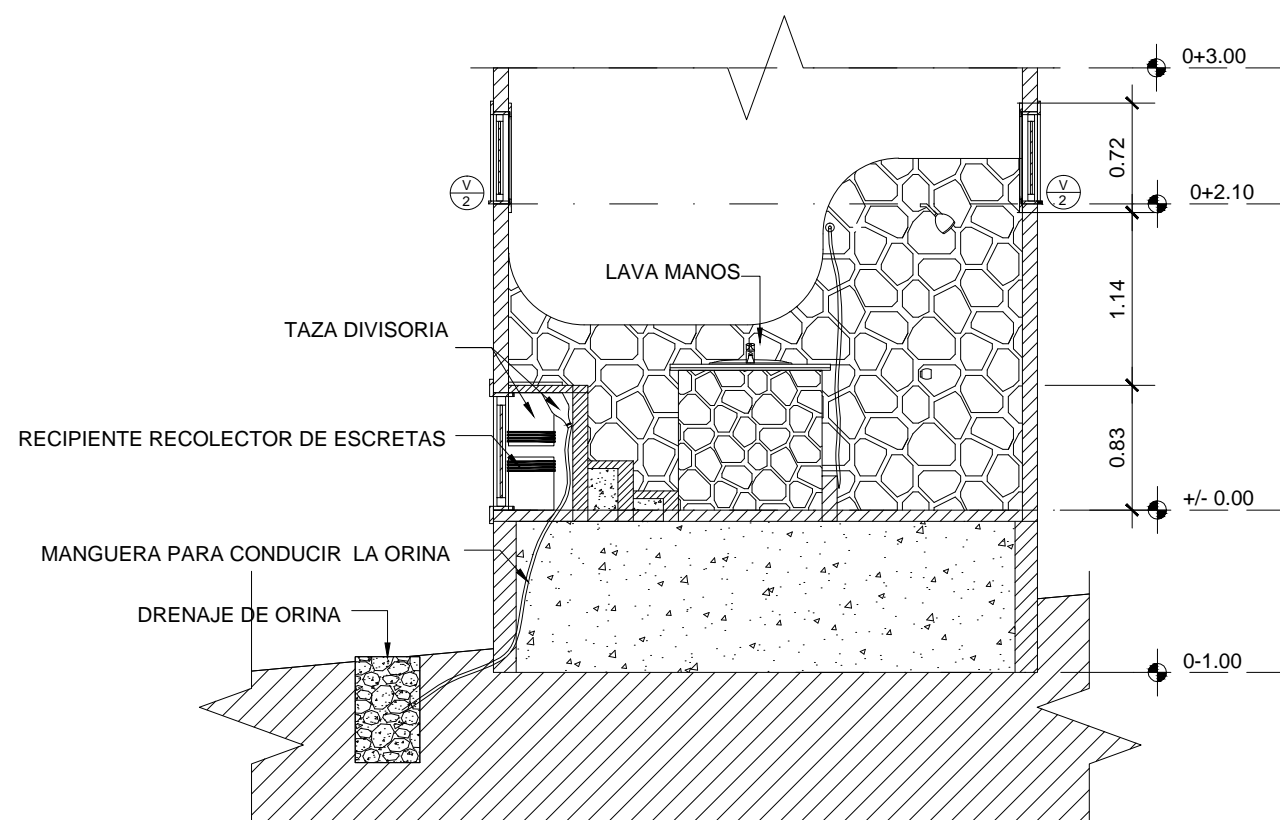 0+3.00
0.72
V
2
V
2
0+2.10
LAVA MANOS
1.14
TAZA DIVISORIA
RECIPIENTE RECOLECTOR DE ESCRETAS
0.83
+/- 0.00
MANGUERA PARA CONDUCIR LA ORINA
DRENAJE DE ORINA
0-1.00